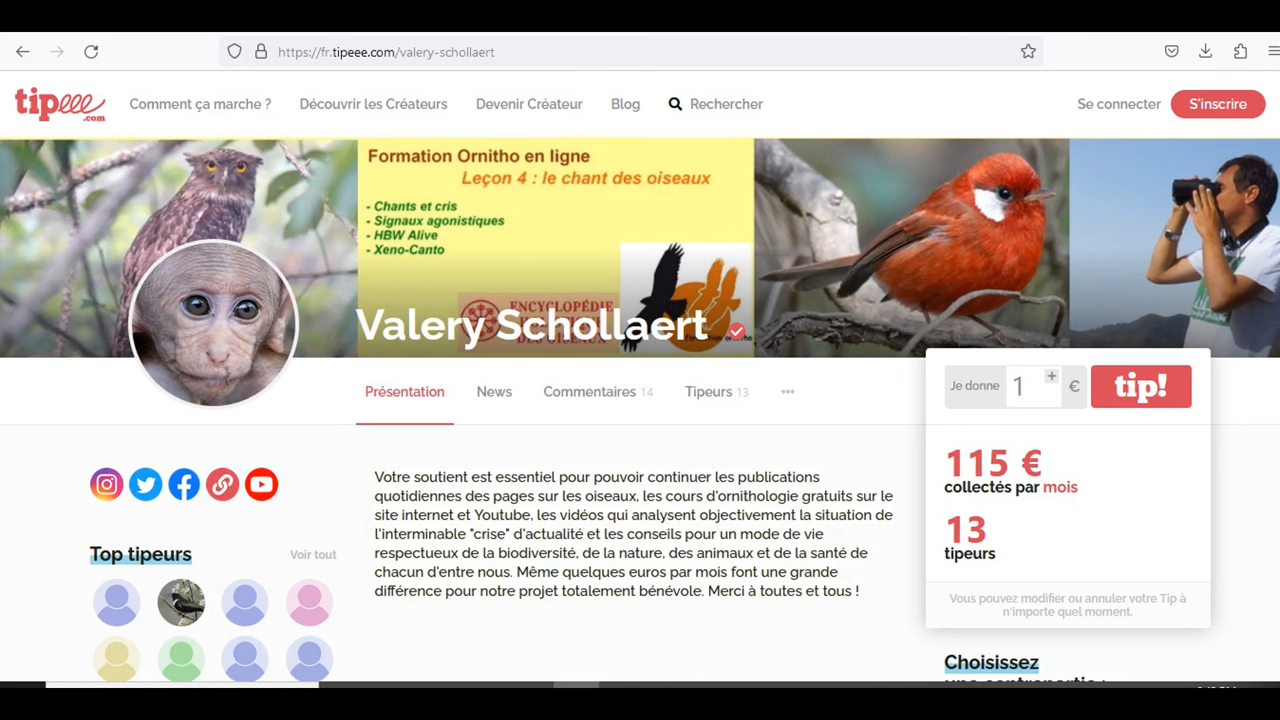 https://fr.tipeee.com/valery-schollaert
tipeee
.com
Comment ça marche ?
Découvrir les Créateurs
Devenir Créateur
Blog
Rechercher
Se connecter
S'inscrire
Formation Ornitho en ligne
Leçon 4 : le chant des oiseaux
- Chants et cris
- Signaux agonistiques
- HBW Alive
- Xeno-Canto
ENCYCLOPÉDIE
DES OISEAUX
Valery Schollaert
Présentation
News
Commentaires 14
Tipeurs 13
Je donne 1 + €
tip!
115 €
collectés par mois
13
tipeurs
Vous pouvez modifier ou annuler votre Tip à
n'importe quel moment.
Votre soutient est essentiel pour pouvoir continuer les publications
quotidiennes des pages sur les oiseaux, les cours d'ornithologie gratuits sur le
site internet et Youtube, les vidéos qui analysent objectivement la situation de
l'interminable "crise" d'actualité et les conseils pour un mode de vie
respectueux de la biodiversité, de la nature, des animaux et de la santé de
chacun d'entre nous. Même quelques euros par mois font une grande
différence pour notre projet totalement bénévole. Merci à toutes et tous !
Top tipeurs
Voir tout
Choisissez